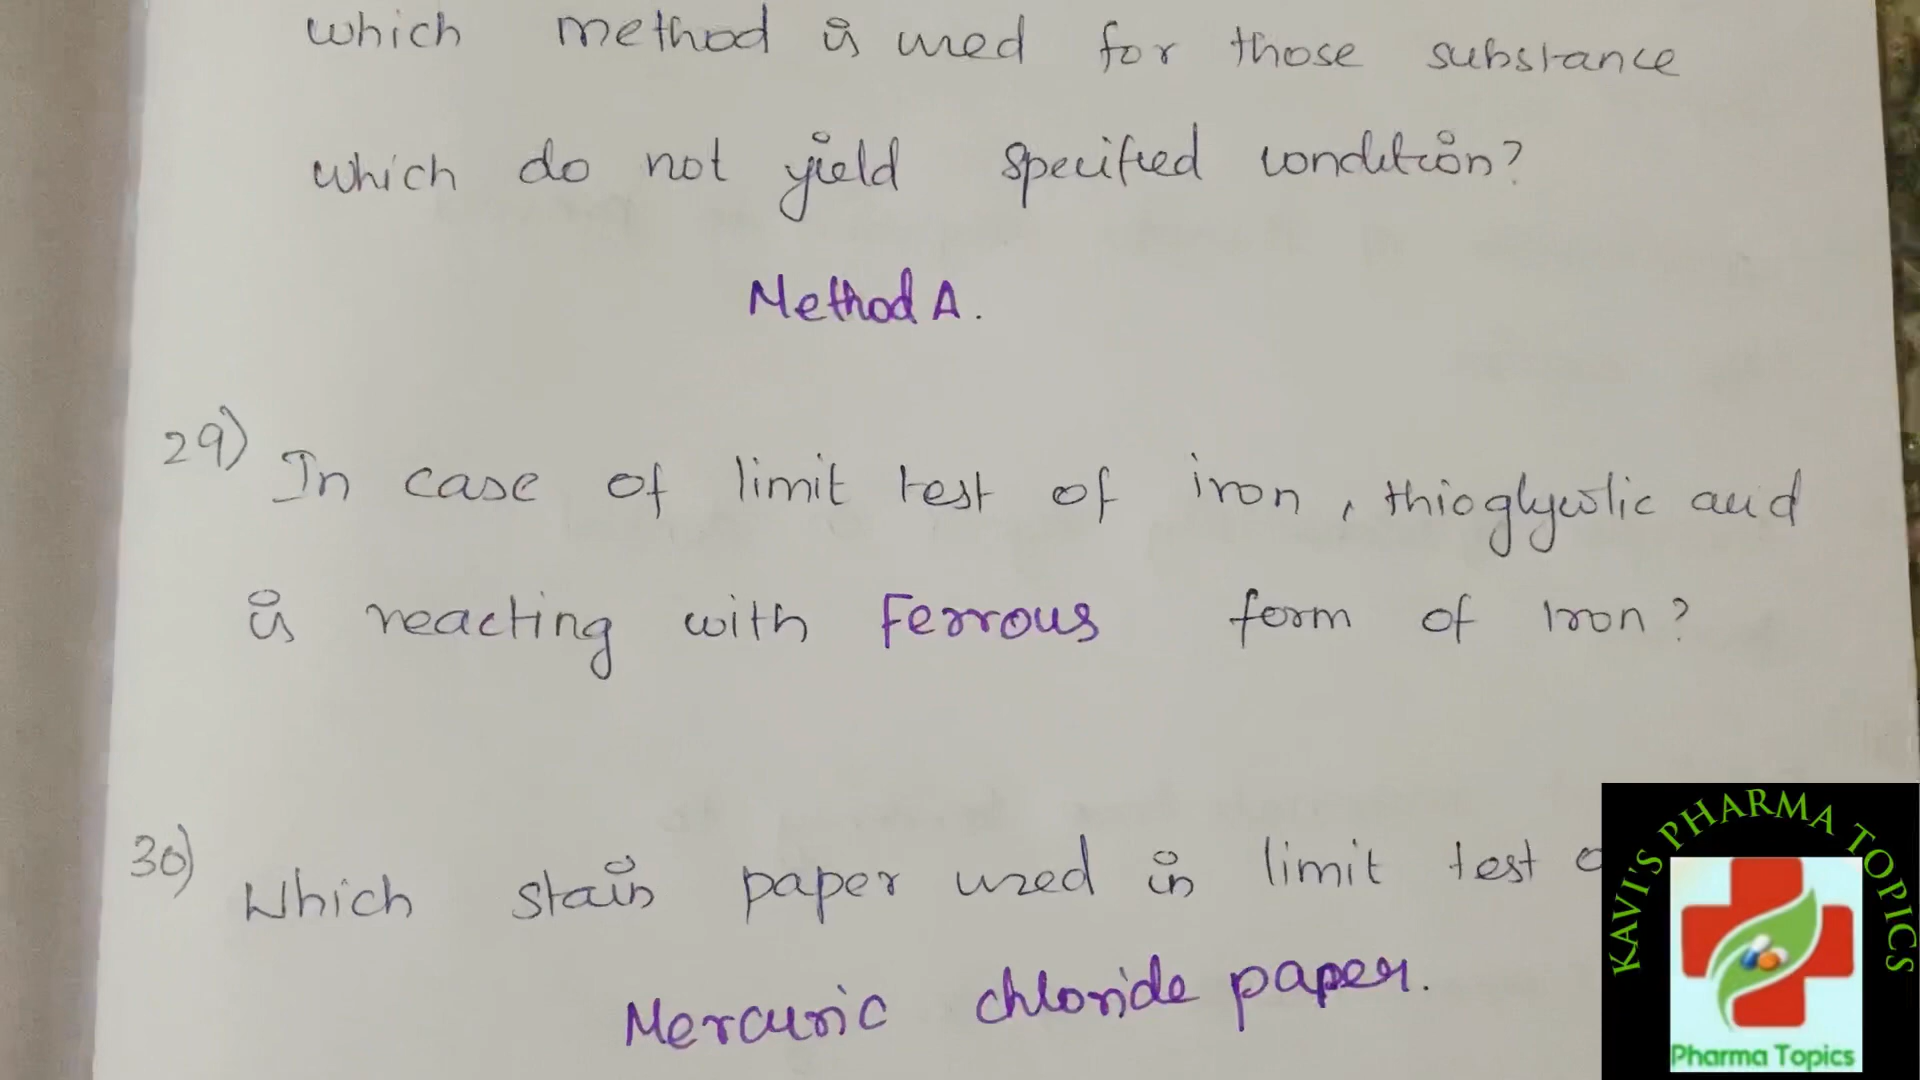 which method is used for those substance
which do not yield specified condition?
Method A.
29) In case of limit test of iron, thioglycolic acid
is reacting with Ferrous form of Iron?
30) Which stain paper used in limit test
Mercuric chloride paper.
KAVI'S PHARMA TOPICS
Pharma Topics